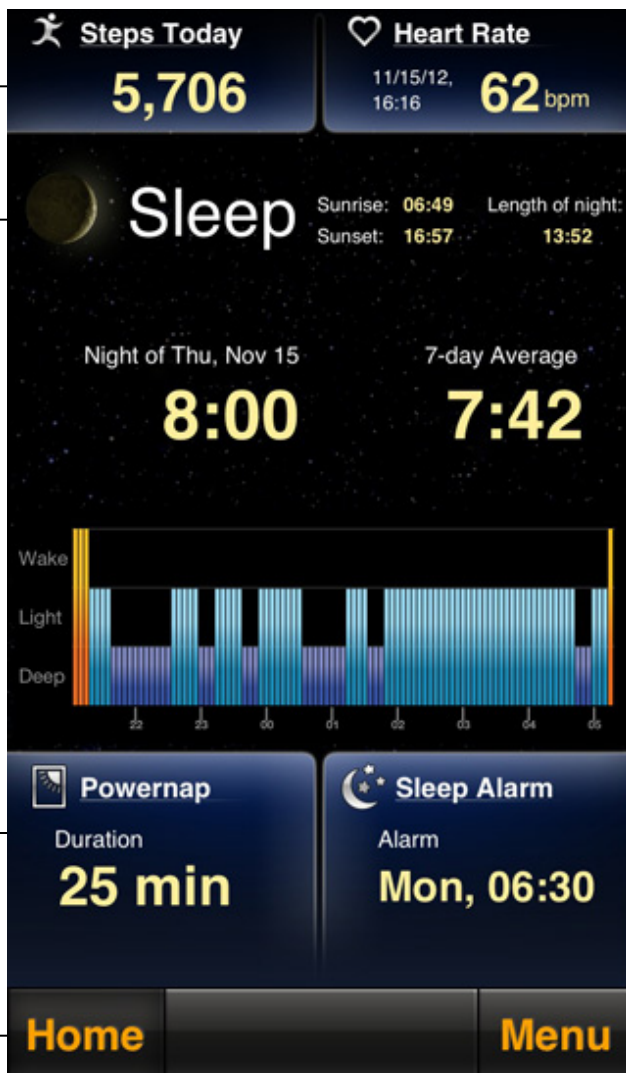 Steps Today
5,706
Heart Rate
11/15/12,
16:16
62 bpm
Sleep
Sunrise: 06:49
Sunset: 16:57
Length of night:
13:52
Night of Thu, Nov 15
8:00
7-day Average
7:42
Wake
Light
Deep
22 23 00 01 02 03 04 05
Powernap
Duration
25 min
Sleep Alarm
Alarm
Mon, 06:30
Home
Menu